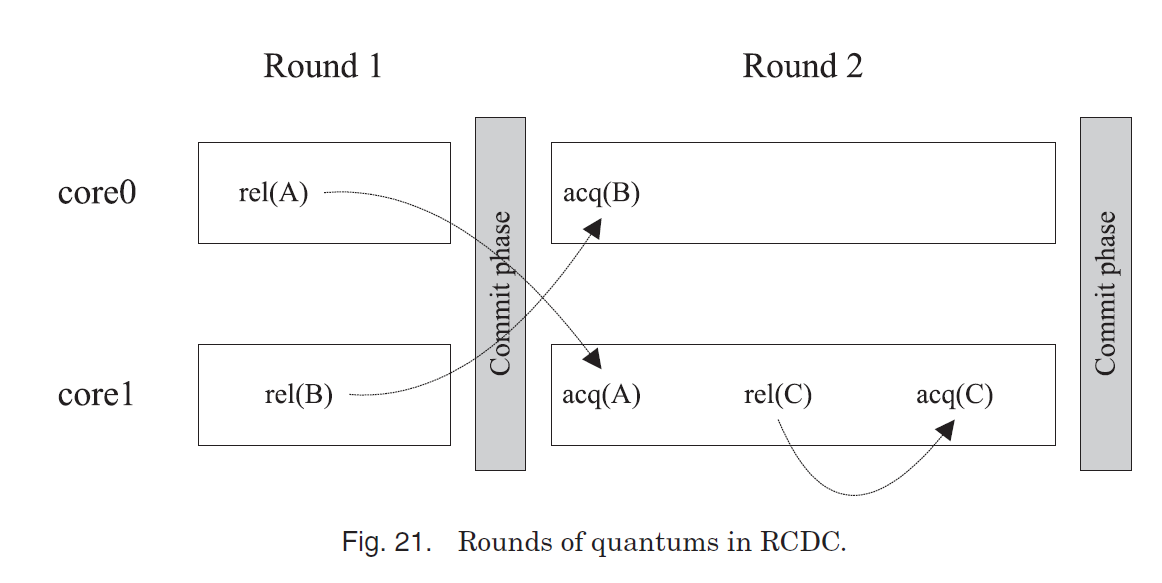 Round 1 Round 2
core0 rel(A) acq(B)
Commit phase Commit phase
core1 rel(B) acq(A) rel(C) acq(C)
Fig. 21. Rounds of quantums in RCDC.